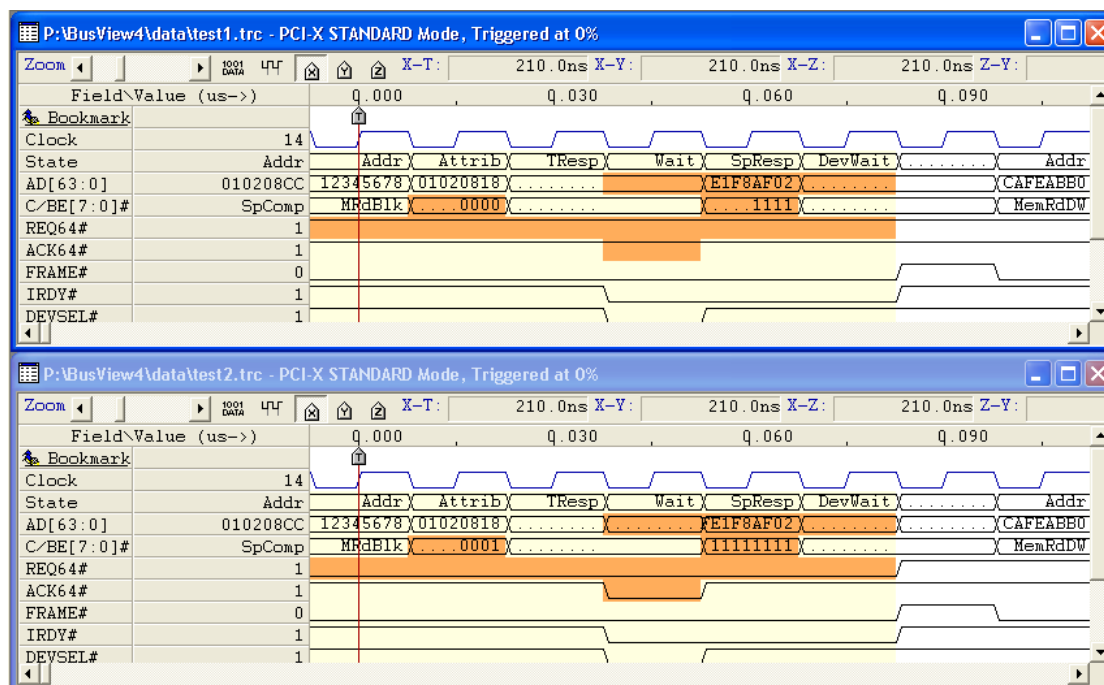 P:\BusView4\data\test1.trc - PCI-X STANDARD Mode, Triggered at 0%
Zoom 1001 DATA X Y Z X-T: 210.0ns X-Y: 210.0ns X-Z: 210.0ns Z-Y:
Field\Value (us->) 0.000 , 0.030 , 0.060 , 0.090 ,
Bookmark T
Clock 14
State Addr Addr Attrib TResp Wait SpResp DevWait ........ Addr
AD[63:0] 010208CC 12345678 01020818 ........ E1F8AF02 ........ CAFEABB0
C/BE[7:0]# SpComp MRdBlk ....0000 ........ ....1111 ........ MemRdDW
REQ64# 1
ACK64# 1
FRAME# 0
IRDY# 1
DEVSEL# 1
P:\BusView4\data\test2.trc - PCI-X STANDARD Mode, Triggered at 0%
Zoom 1001 DATA X Y Z X-T: 210.0ns X-Y: 210.0ns X-Z: 210.0ns Z-Y:
Field\Value (us->) 0.000 , 0.030 , 0.060 , 0.090 ,
Bookmark T
Clock 14
State Addr Addr Attrib TResp Wait SpResp DevWait ........ Addr
AD[63:0] 010208CC 12345678 01020818 ........ ........ FE1F8AF02 ........ CAFEABB0
C/BE[7:0]# SpComp MRdBlk ....0001 ........ 11111111 ........ MemRdDW
REQ64# 1
ACK64# 1
FRAME# 0
IRDY# 1
DEVSEL# 1